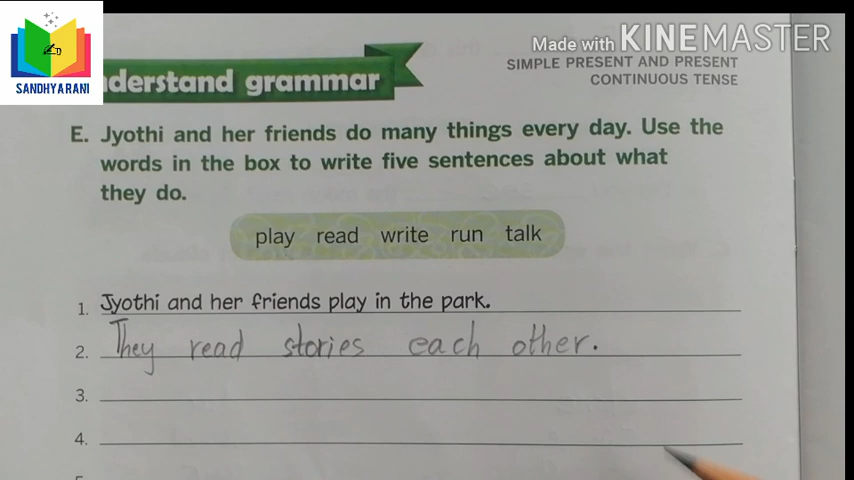 Made with KINEMASTER
SANDHYARANI
nderstand grammar
SIMPLE PRESENT AND PRESENT
CONTINUOUS TENSE
E. Jyothi and her friends do many things every day. Use the
words in the box to write five sentences about what
they do.
play read write run talk
1. Jyothi and her friends play in the park.
2. They read stories each other.
3.
4.